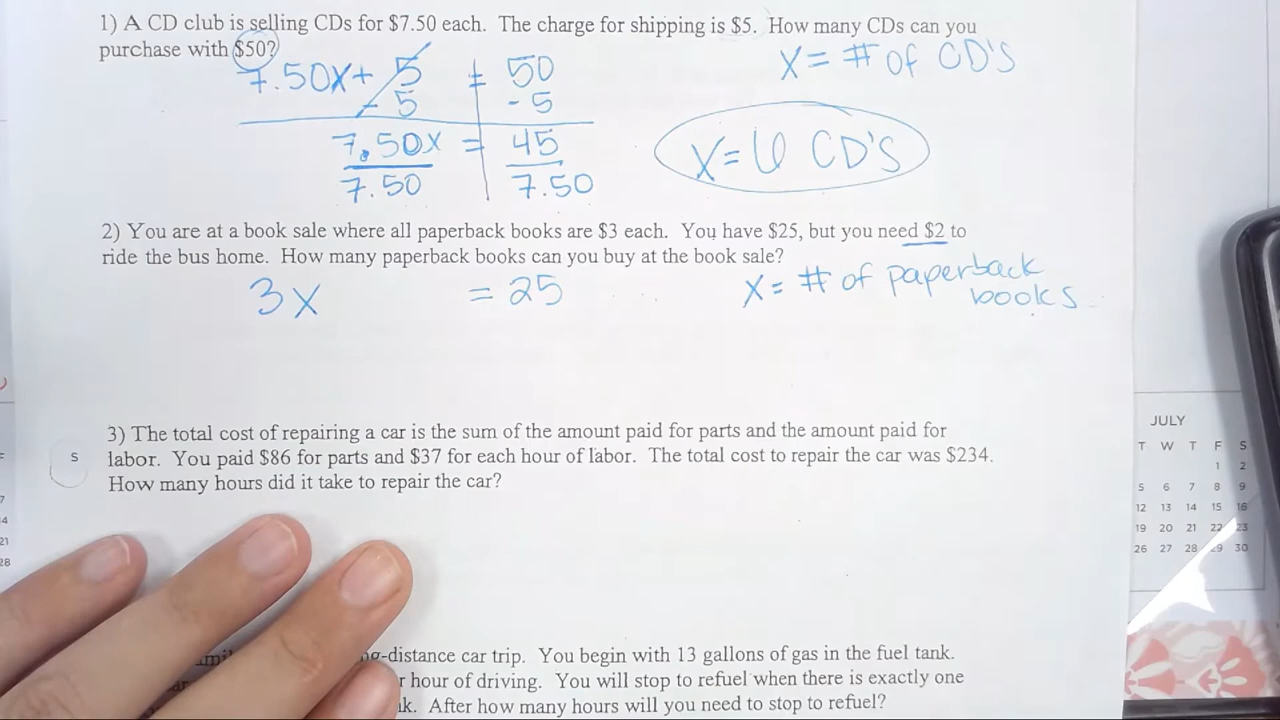 1) A CD club is selling CDs for $7.50 each. The charge for shipping is $5. How many CDs can you
purchase with $50?
X = # of CD'S
7.50X + 5 = 50
- 5 - 5
7.50X = 45
7.50 7.50
X = 6 CD'S
2) You are at a book sale where all paperback books are $3 each. You have $25, but you need $2 to
ride the bus home. How many paperback books can you buy at the book sale?
3X = 25
X = # of paperback
books
3) The total cost of repairing a car is the sum of the amount paid for parts and the amount paid for
labor. You paid $86 for parts and $37 for each hour of labor. The total cost to repair the car was $234.
How many hours did it take to repair the car?
-distance car trip. You begin with 13 gallons of gas in the fuel tank.
hour of driving. You will stop to refuel when there is exactly one
After how many hours will you need to stop to refuel?
S
F
7
14
21
28
JULY
T W T F S
1 2
5 6 7 8 9
12 13 14 15 16
19 20 21 22 23
26 27 28 29 30